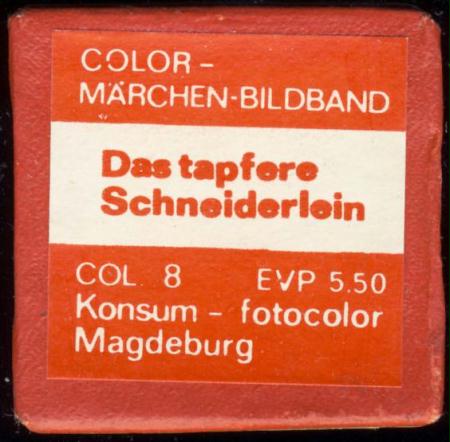 COLOR -
MÄRCHEN-BILDBAND
Das tapfere
Schneiderlein
COL. 8 EVP 5.50
Konsum - fotocolor
Magdeburg